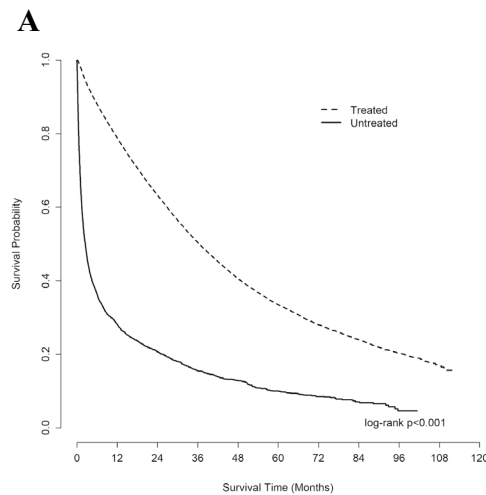 A
Treated
Untreated
Survival Probability
1.0
0.8
0.6
0.4
0.2
0.0
log-rank p<0.001
0 12 24 36 48 60 72 84 96 108 120
Survival Time (Months)